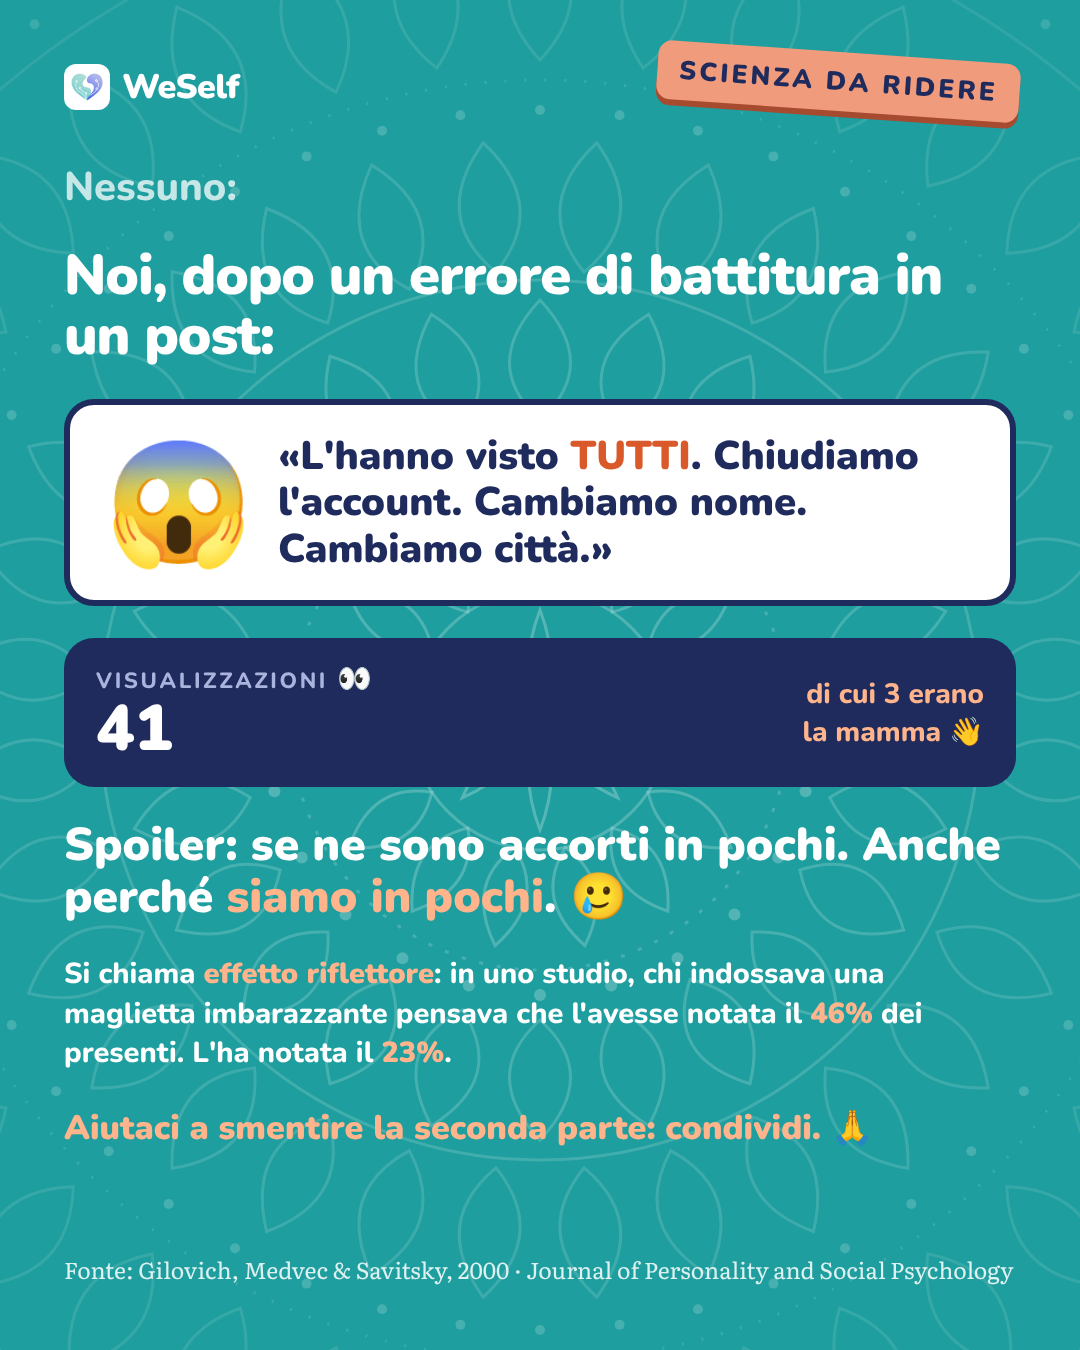 WeSelf
SCIENZA DA RIDERE
Nessuno:
Noi, dopo un errore di battitura in
un post:
«L'hanno visto TUTTI. Chiudiamo
l'account. Cambiamo nome.
Cambiamo città.»
VISUALIZZAZIONI 👀
41
di cui 3 erano
la mamma 👋
Spoiler: se ne sono accorti in pochi. Anche
perché siamo in pochi. 🥲
Si chiama effetto riflettore: in uno studio, chi indossava una
maglietta imbarazzante pensava che l'avesse notata il 46% dei
presenti. L'ha notata il 23%.
Aiutaci a smentire la seconda parte: condividi. 🙏
Fonte: Gilovich, Medvec & Savitsky, 2000 · Journal of Personality and Social Psychology